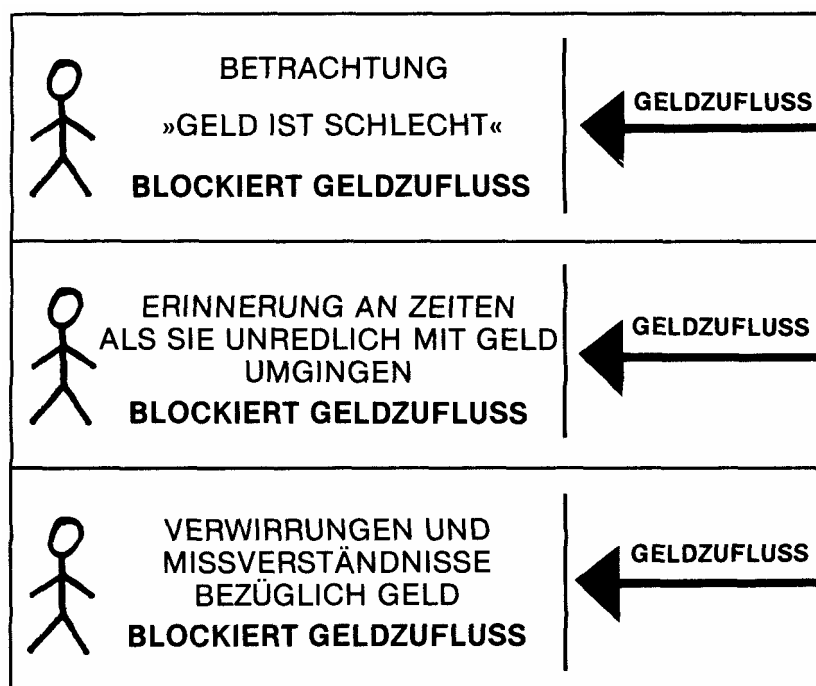 BETRACHTUNG
»GELD IST SCHLECHT«
BLOCKIERT GELDZUFLUSS
GELDZUFLUSS
ERINNERUNG AN ZEITEN
ALS SIE UNREDLICH MIT GELD
UMGINGEN
BLOCKIERT GELDZUFLUSS
GELDZUFLUSS
VERWIRRUNGEN UND
MISSVERSTÄNDNISSE
BEZÜGLICH GELD
BLOCKIERT GELDZUFLUSS
GELDZUFLUSS